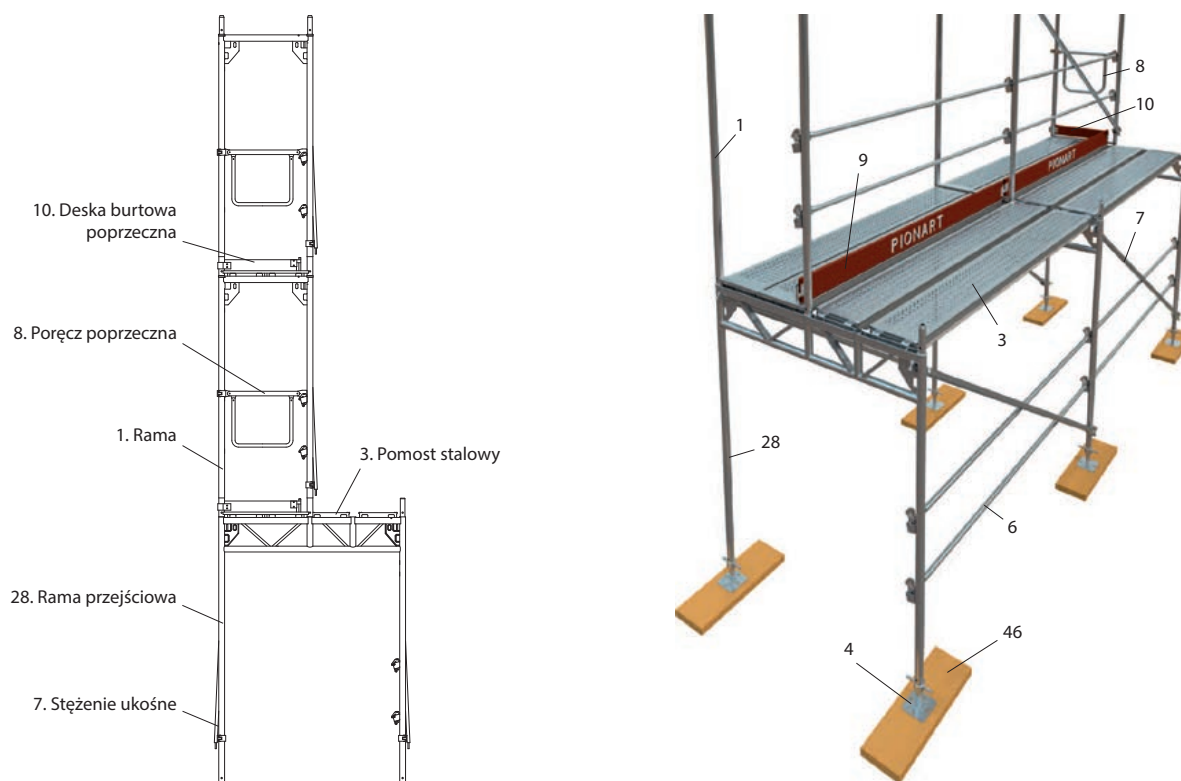 10. Deska burtowa
poprzeczna
8. Poręcz poprzeczna
1. Rama
3. Pomost stalowy
28. Rama przejściowa
7. Stężenie ukośne
1
9
8
10
PIONART
PIONART
7
3
28
6
46
4